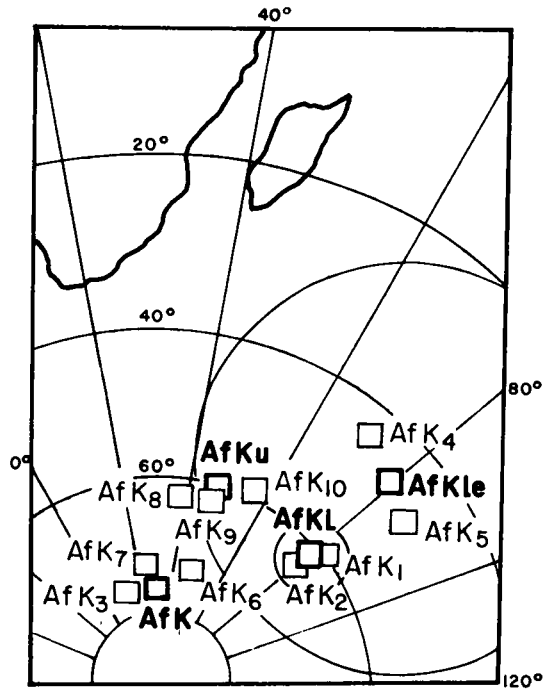 40°
20°
40°
80°
AfK₄
0°
60°
AfKu
AfK₈
AfK₁₀
AfKle
AfK₉
AfKL
AfK₅
AfK₇
AfK₁
AfK₃
AfK₆
AfK₂
AfK
120°